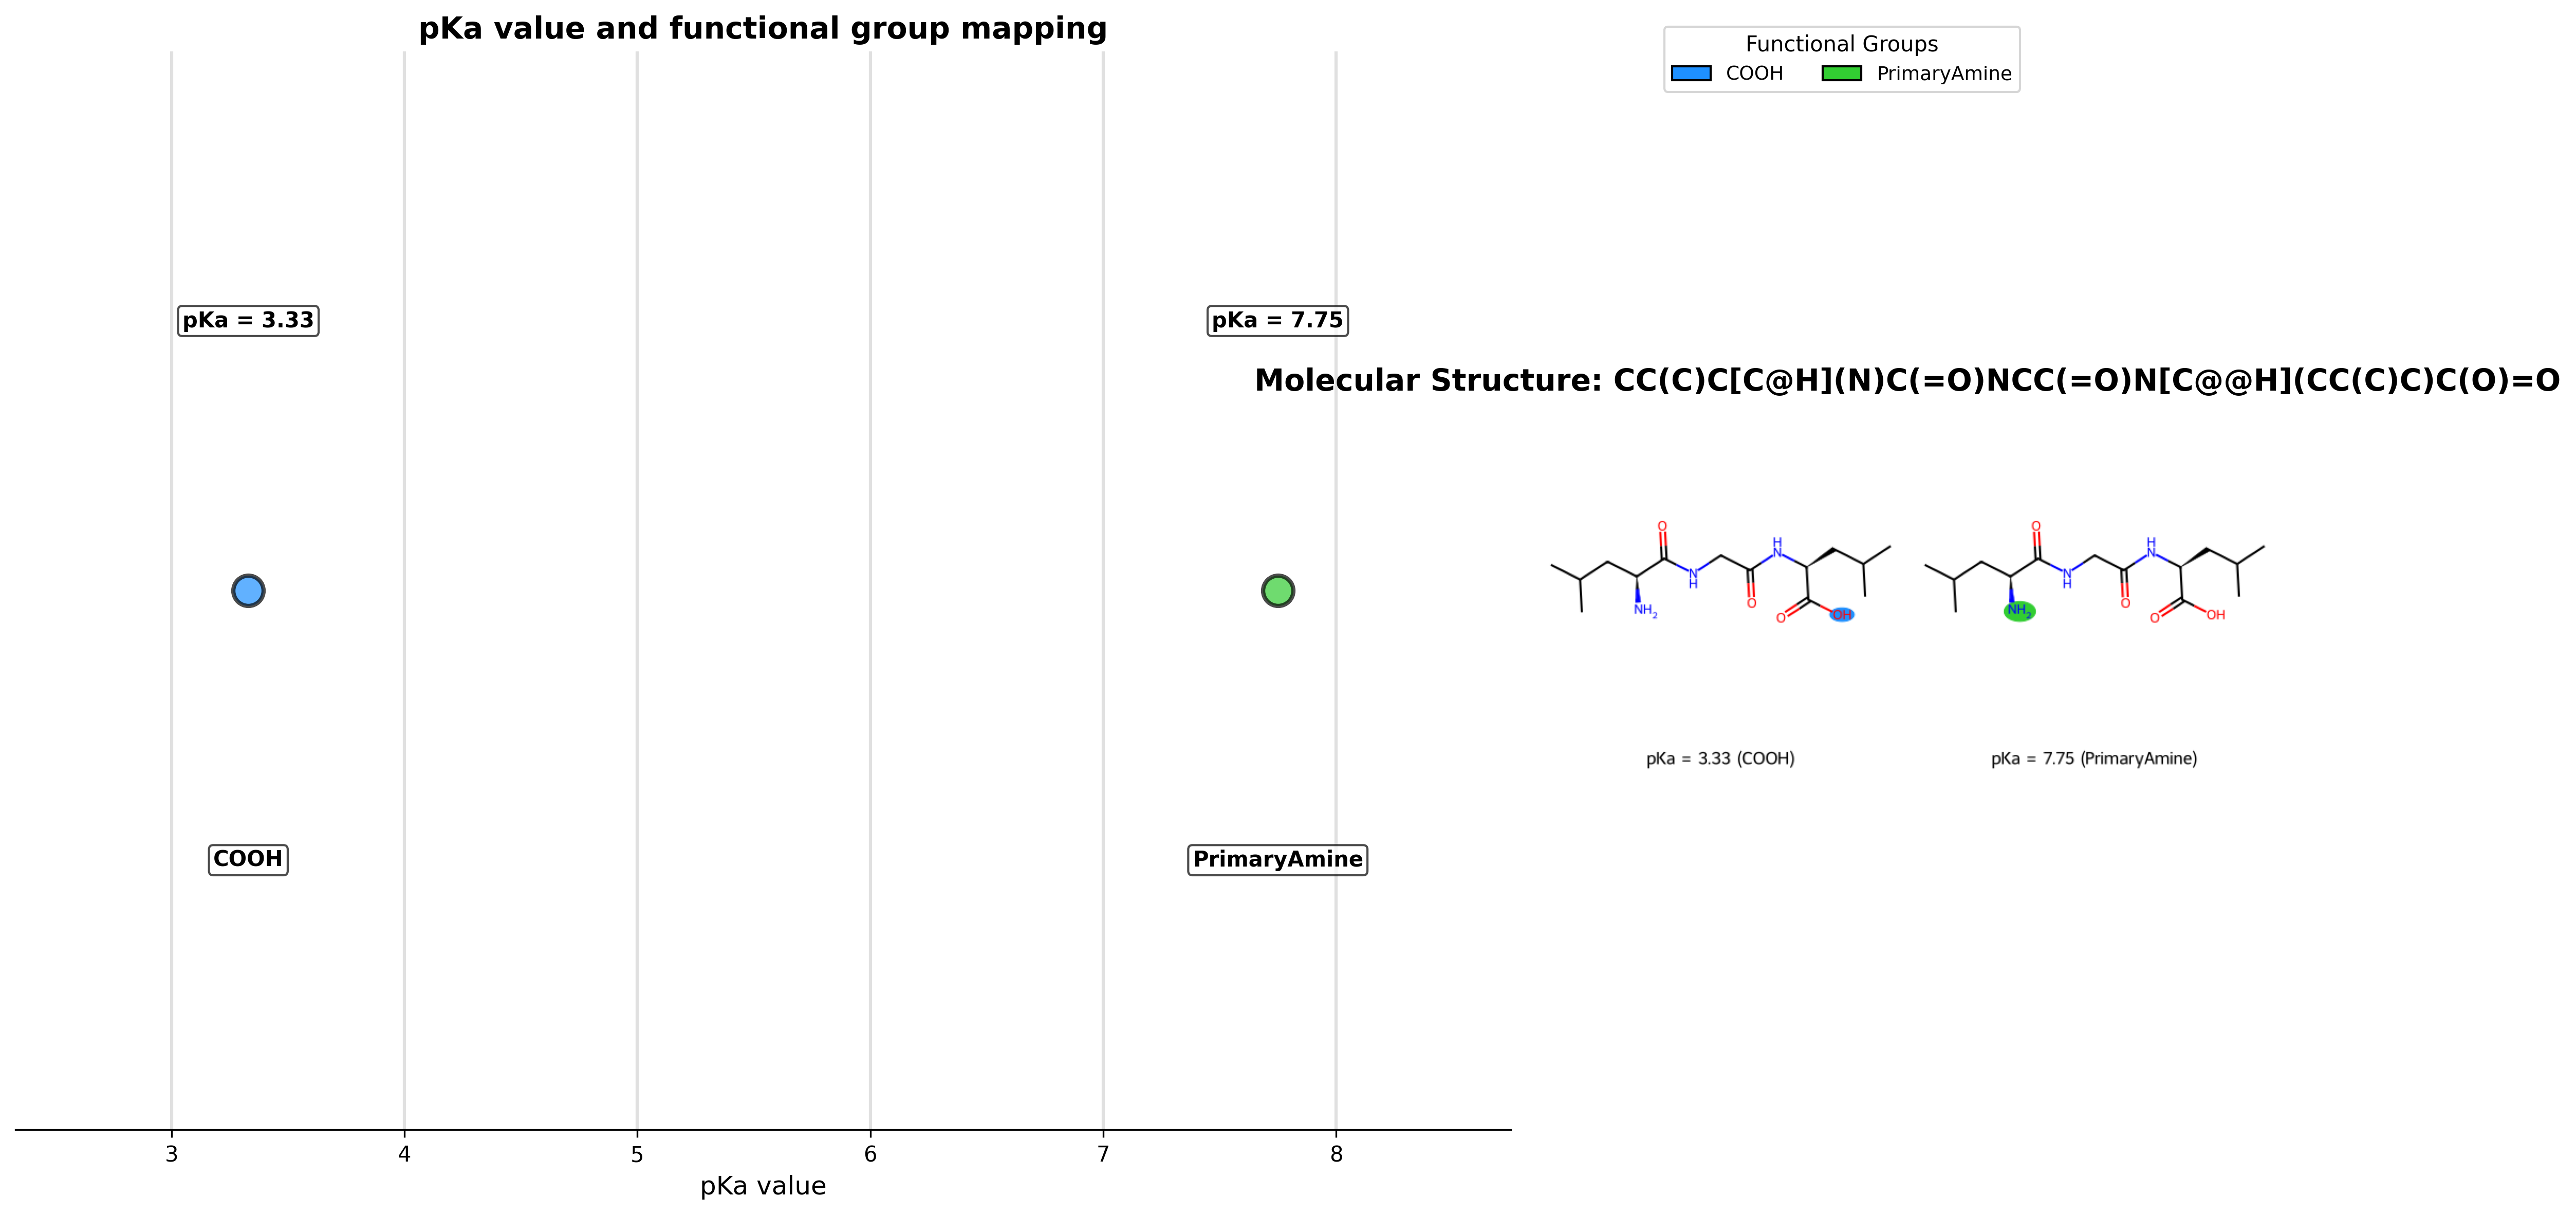 pKa value and functional group mapping
Functional Groups
COOH
PrimaryAmine
pKa = 3.33
pKa = 7.75
Molecular Structure: CC(C)C[C@H](N)C(=O)NCC(=O)N[C@@H](CC(C)C)C(O)=O
O
H
N
N
H
O
NH2
O
OH
O
H
N
N
H
O
NH2
O
OH
pKa = 3.33 (COOH)
pKa = 7.75 (PrimaryAmine)
COOH
PrimaryAmine
3
4
5
6
7
8
pKa value